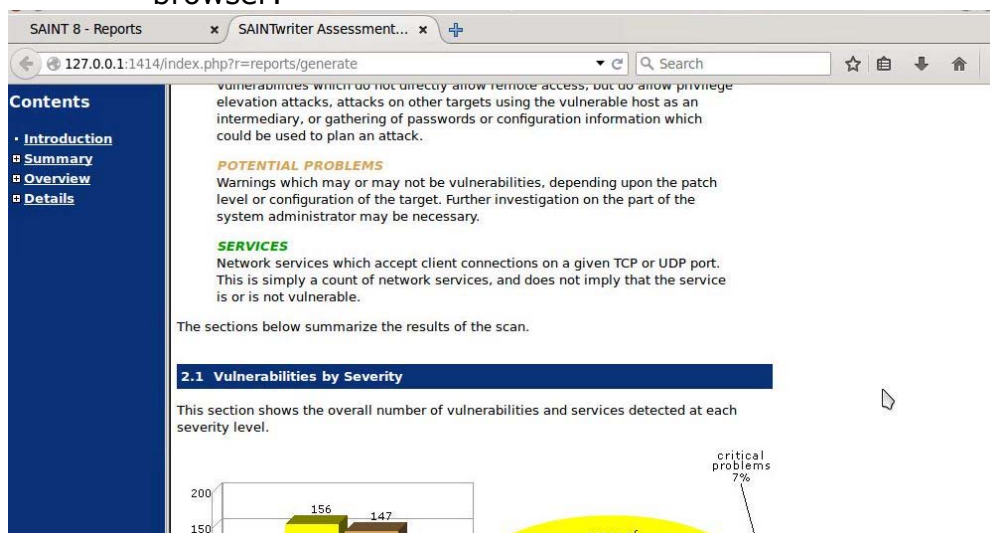 browser.
SAINT 8 - Reports
SAINTwriter Assessment...
127.0.0.1:1414/index.php?r=reports/generate
Search
Contents
Introduction
Summary
Overview
Details
vulnerabilities which do not directly allow remote access, but do allow privilege
elevation attacks, attacks on other targets using the vulnerable host as an
intermediary, or gathering of passwords or configuration information which
could be used to plan an attack.
POTENTIAL PROBLEMS
Warnings which may or may not be vulnerabilities, depending upon the patch
level or configuration of the target. Further investigation on the part of the
system administrator may be necessary.
SERVICES
Network services which accept client connections on a given TCP or UDP port.
This is simply a count of network services, and does not imply that the service
is or is not vulnerable.
The sections below summarize the results of the scan.
2.1 Vulnerabilities by Severity
This section shows the overall number of vulnerabilities and services detected at each
severity level.
critical
problems
7%
200
156
147
150